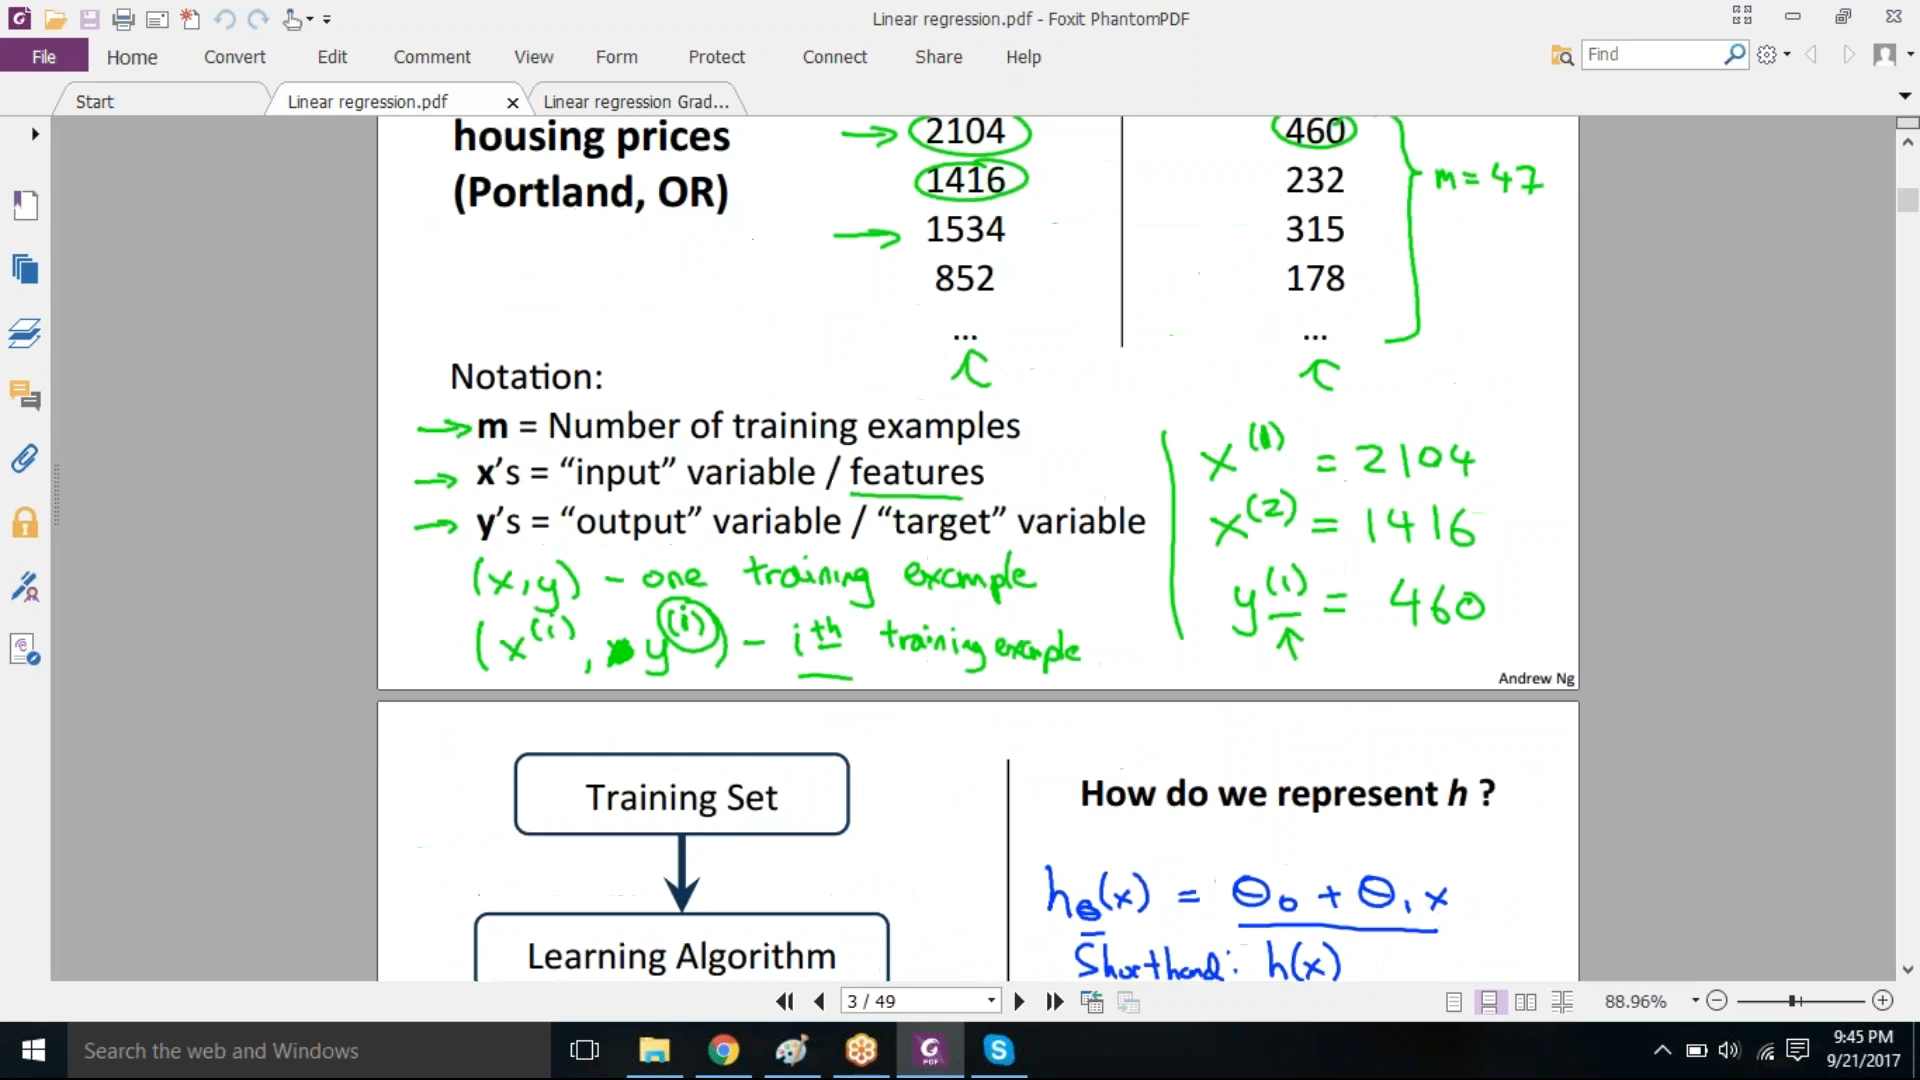 Linear regression.pdf - Foxit PhantomPDF
File Home Convert Edit Comment View Form Protect Connect Share Help
Find
Start
Linear regression.pdf
Linear regression Grad...
housing prices
(Portland, OR)
2104 460
1416 232
1534 315
852 178
... ...
m = 47
Notation:
m = Number of training examples
x's = “input” variable / features
y's = “output” variable / “target” variable
(x,y) - one training example
(x^(i), y^(i)) - i^th training example
x^(1) = 2104
x^(2) = 1416
y^(1) = 460
Andrew Ng
Training Set
Learning Algorithm
How do we represent h ?
hθ(x) = θ₀ + θ₁x
Shorthand: h(x)
3 / 49
88.96%
Search the web and Windows
9:45 PM
9/21/2017